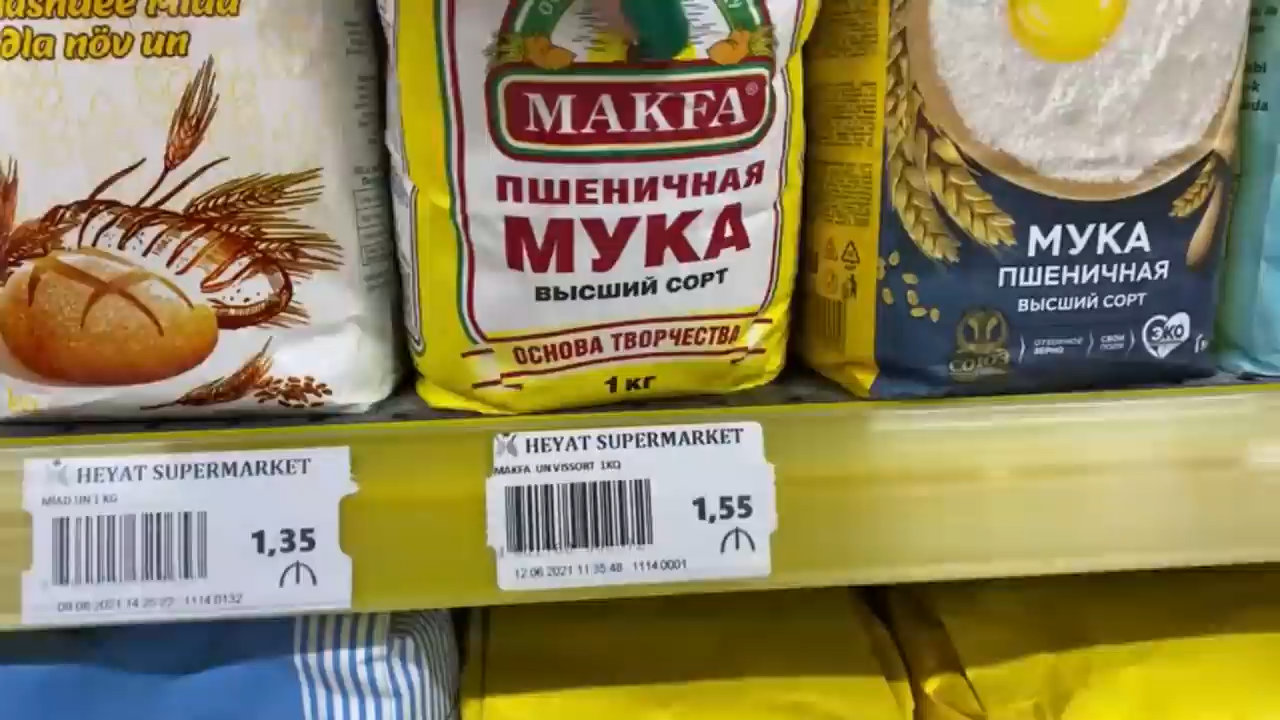 Əla növ un
MAKFA®
ПШЕНИЧНАЯ
МУКА
ВЫСШИЙ СОРТ
ОСНОВА ТВОРЧЕСТВА
1 кг
МУКА
ПШЕНИЧНАЯ
ВЫСШИЙ СОРТ
СОЮЗ
ОТБОРНОЕ
ЗЕРНО
СВОИ
ПОЛЯ
ЭКО
HEYAT SUPERMARKET
MIAD UN 1 KG
1,35
₼
HEYAT SUPERMARKET
MAKFA UN VISSORT 1KQ
1,55
₼
12.06.2021 11:35:48 1114 0001